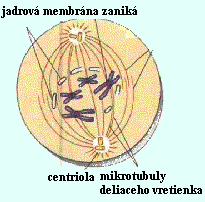 jadrová membrána zaniká
centriola
mikrotubuly
deliaceho vretienka